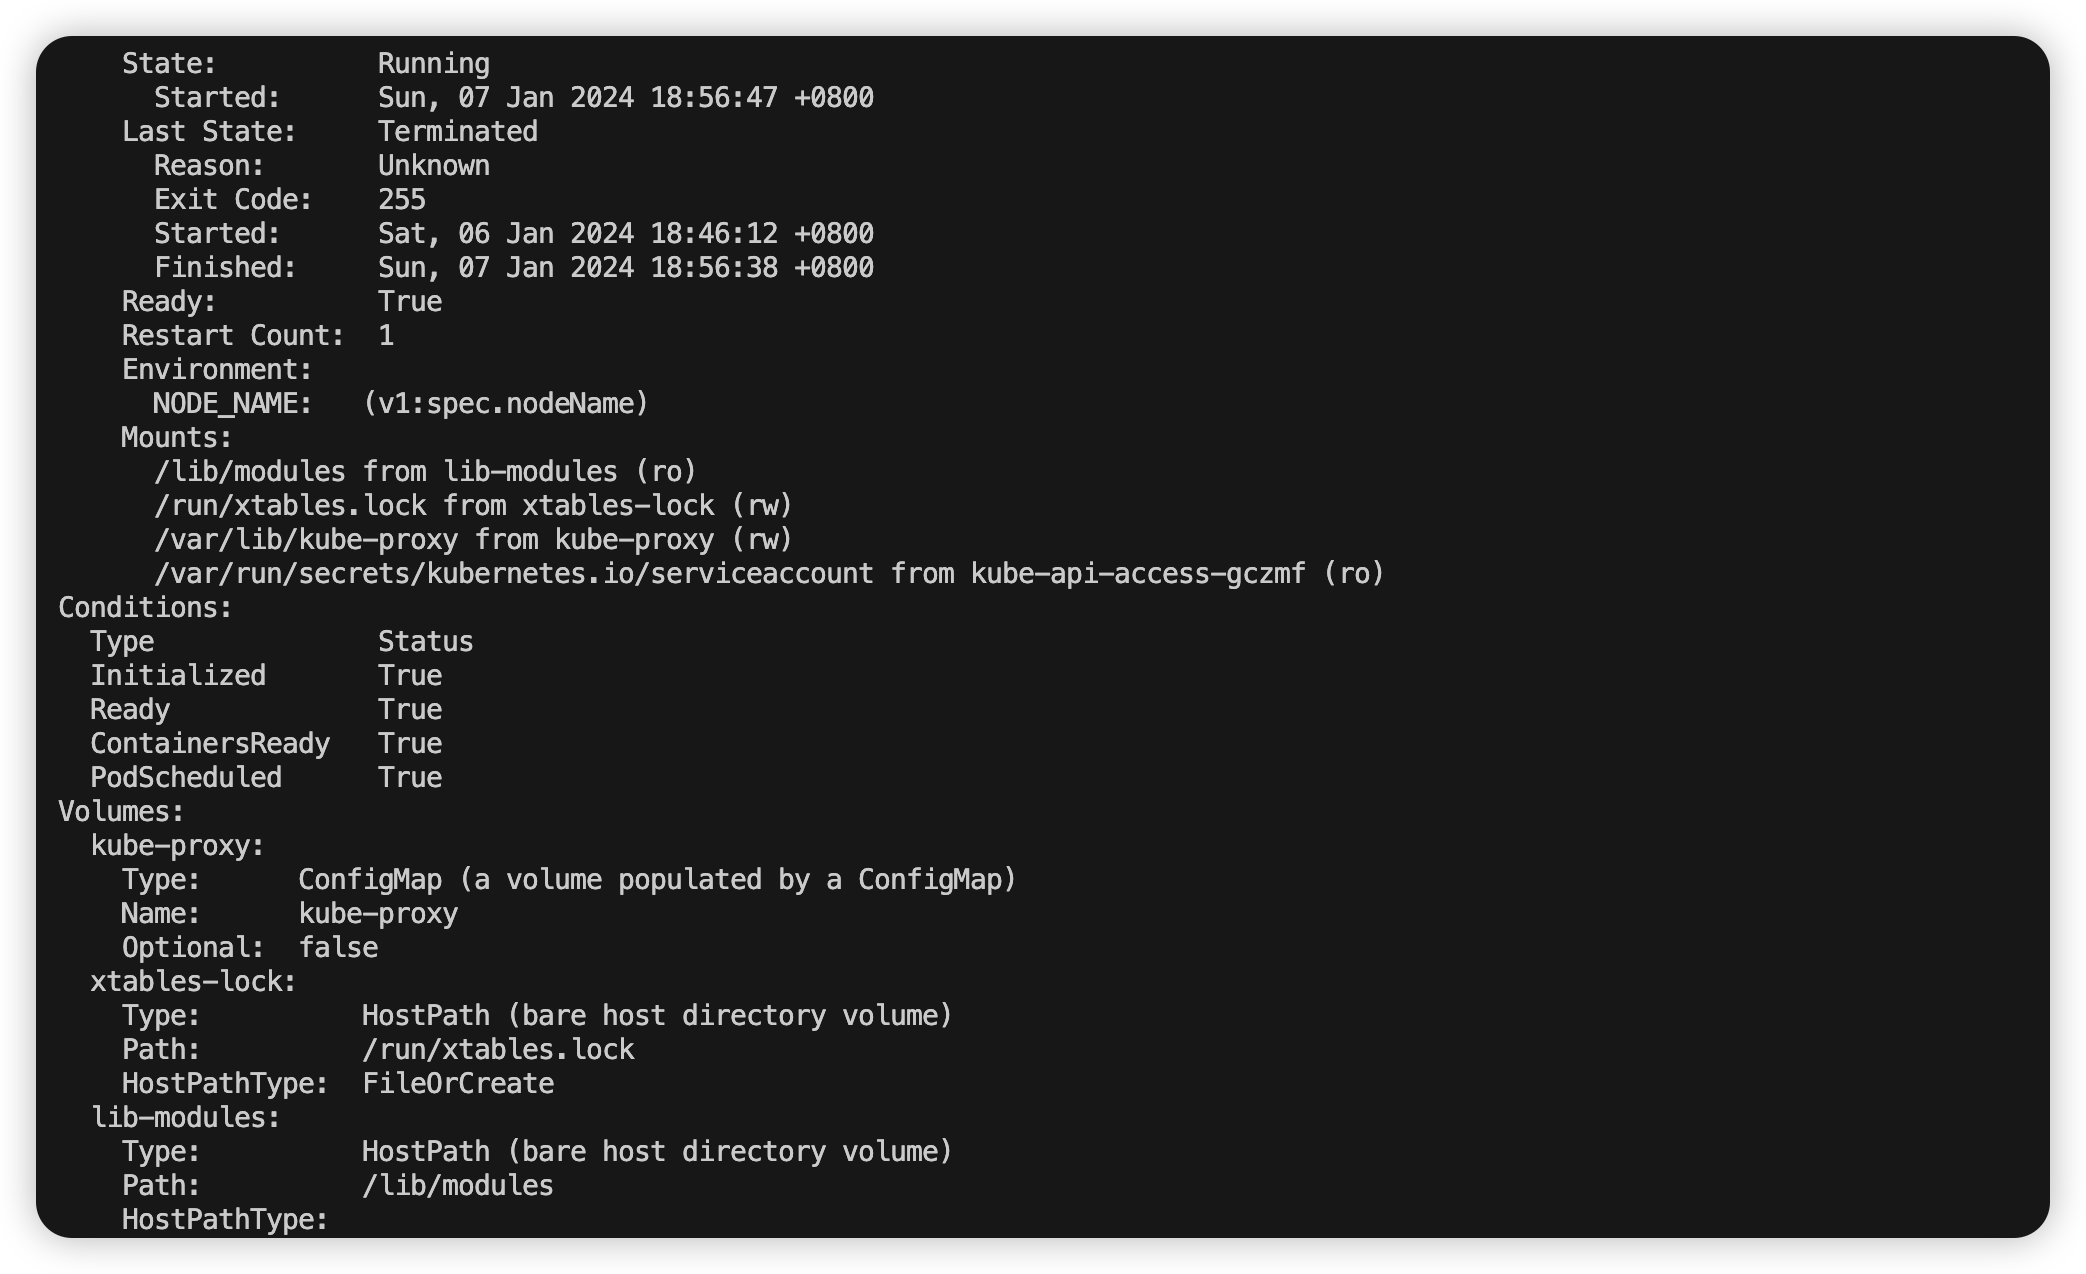 State:          Running
Started:      Sun, 07 Jan 2024 18:56:47 +0800
Last State:     Terminated
Reason:       Unknown
Exit Code:    255
Started:      Sat, 06 Jan 2024 18:46:12 +0800
Finished:     Sun, 07 Jan 2024 18:56:38 +0800
Ready:          True
Restart Count:  1
Environment:
NODE_NAME:   (v1:spec.nodeName)
Mounts:
/lib/modules from lib-modules (ro)
/run/xtables.lock from xtables-lock (rw)
/var/lib/kube-proxy from kube-proxy (rw)
/var/run/secrets/kubernetes.io/serviceaccount from kube-api-access-gczmf (ro)
Conditions:
Type              Status
Initialized       True
Ready             True
ContainersReady   True
PodScheduled      True
Volumes:
kube-proxy:
Type:      ConfigMap (a volume populated by a ConfigMap)
Name:      kube-proxy
Optional:  false
xtables-lock:
Type:          HostPath (bare host directory volume)
Path:          /run/xtables.lock
HostPathType:  FileOrCreate
lib-modules:
Type:          HostPath (bare host directory volume)
Path:          /lib/modules
HostPathType: